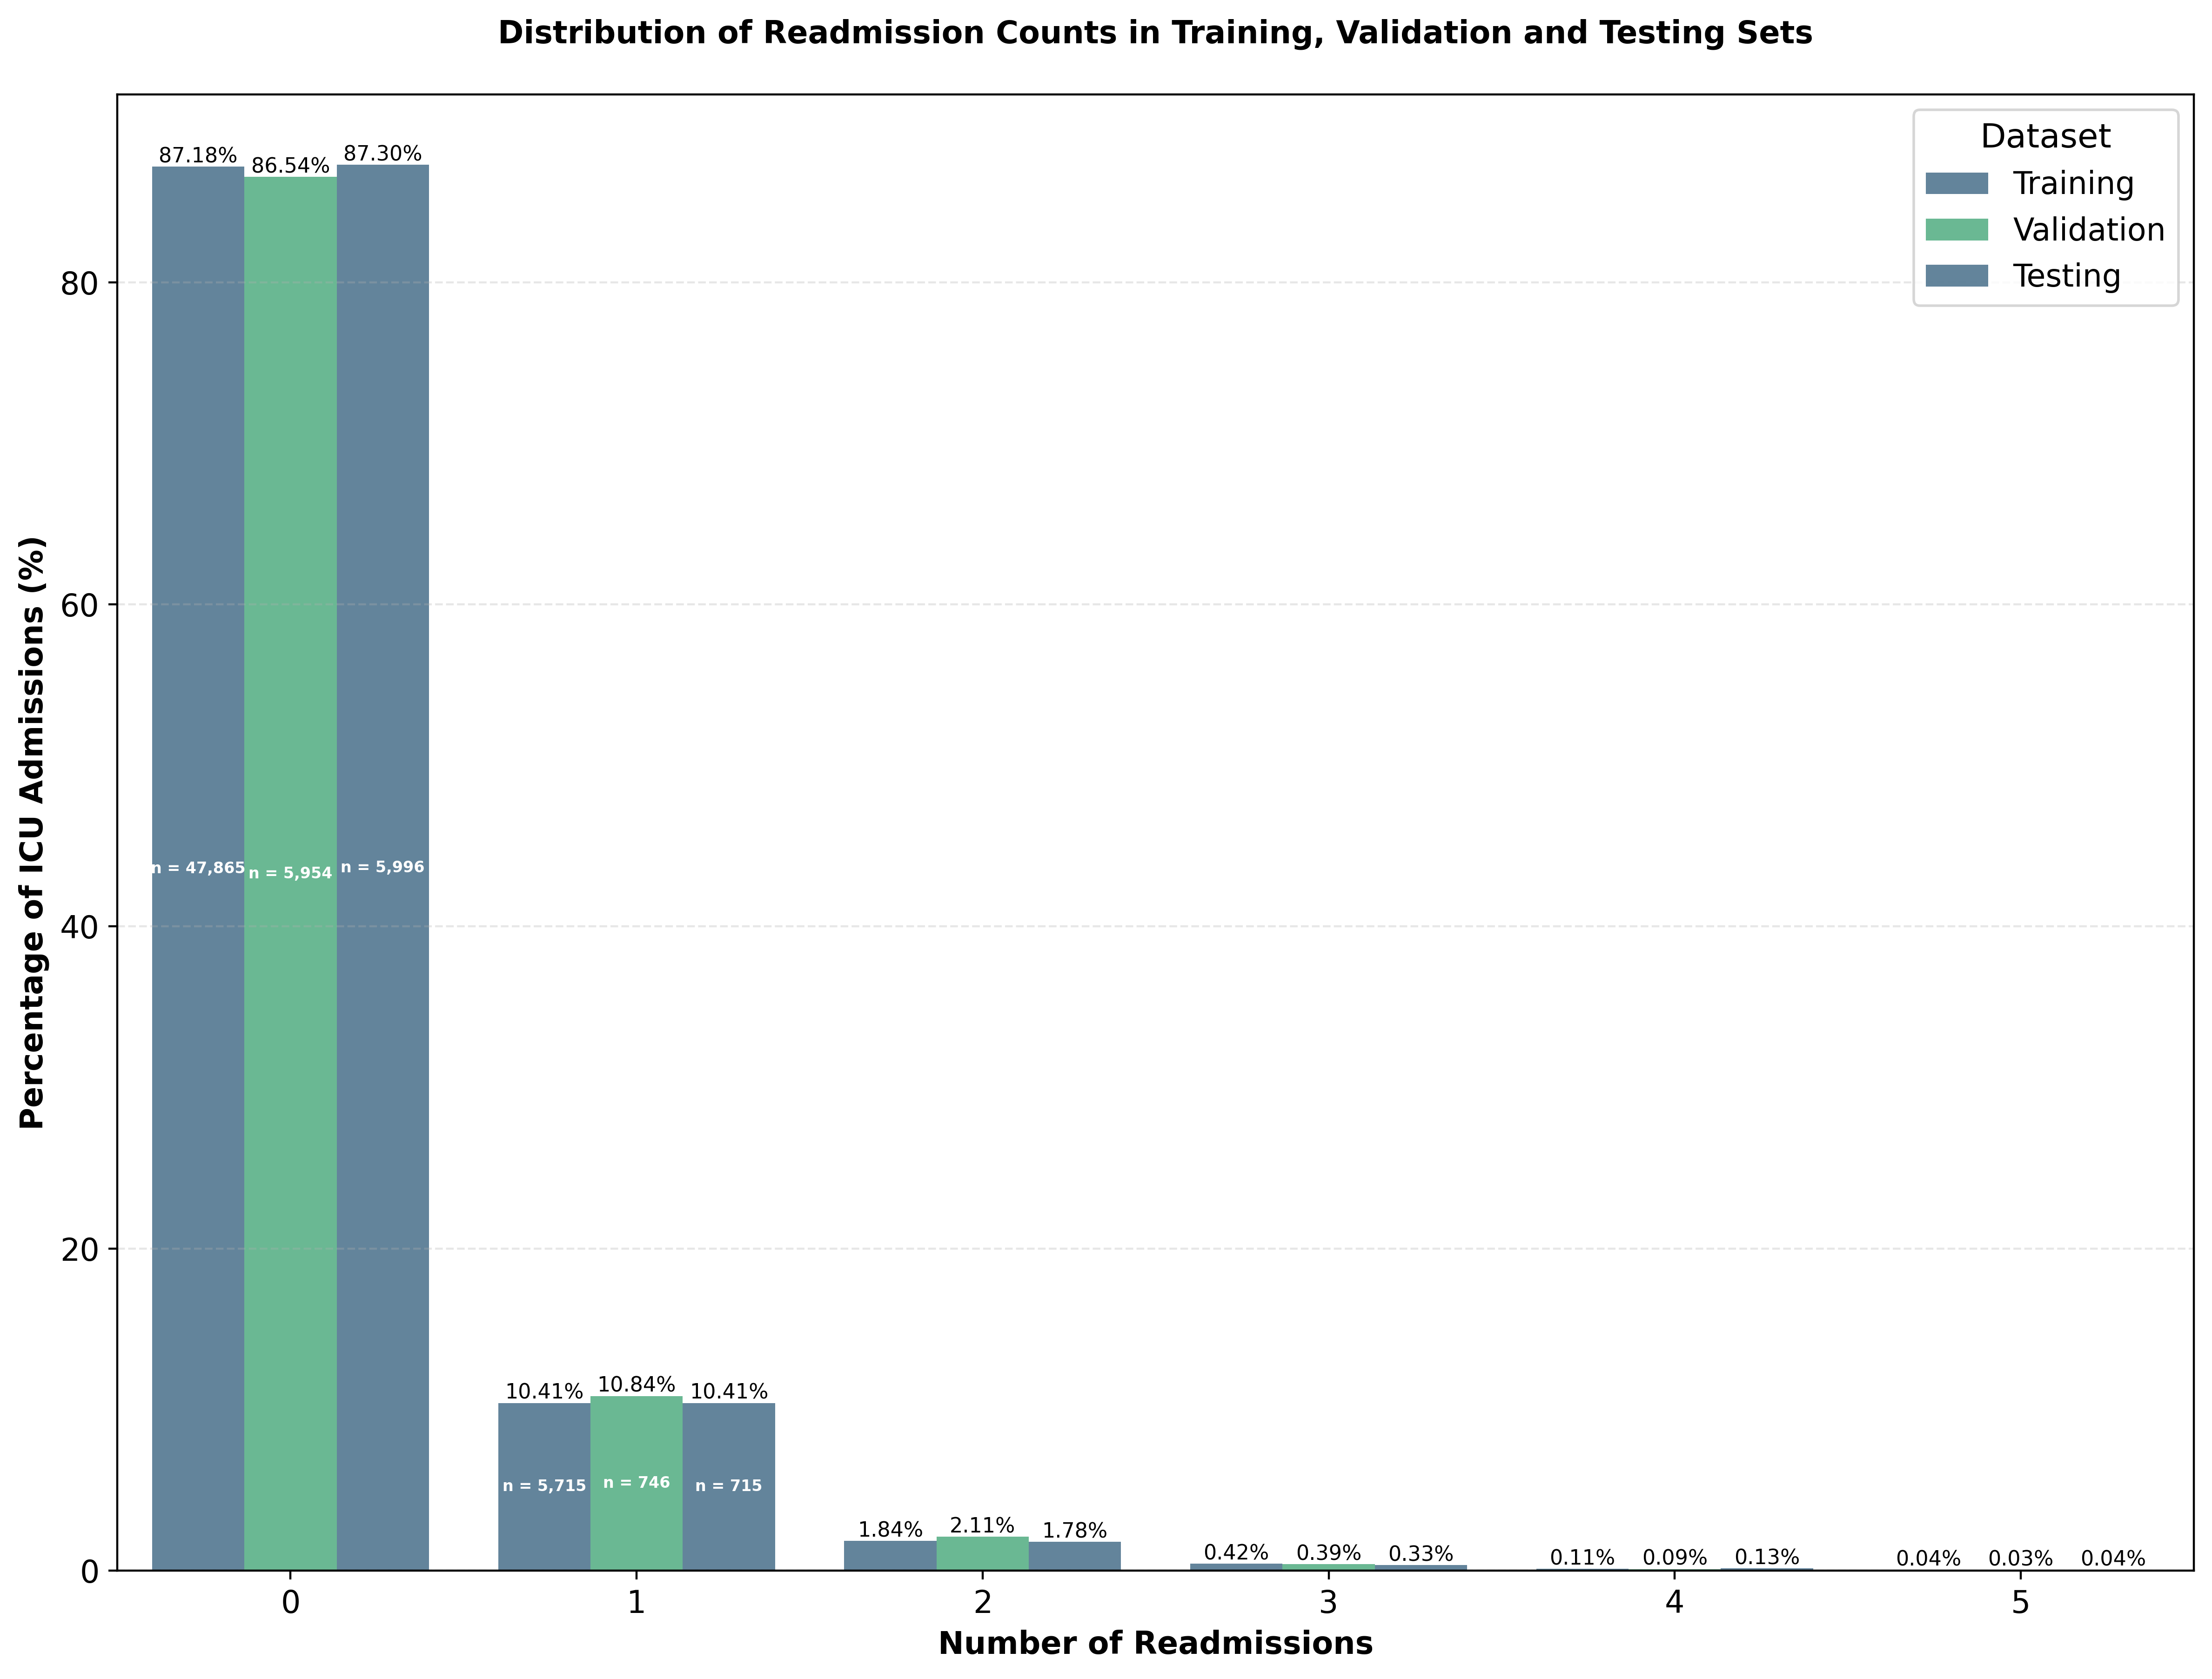 Distribution of Readmission Counts in Training, Validation and Testing Sets
Dataset
Training
Validation
Testing
Percentage of ICU Admissions (%)
80
60
40
20
0
87.18% 86.54% 87.30%
n = 47,865 n = 5,954 n = 5,996
10.41% 10.84% 10.41%
n = 5,715 n = 746 n = 715
1.84% 2.11% 1.78%
0.42% 0.39% 0.33%
0.11% 0.09% 0.13%
0.04% 0.03% 0.04%
0 1 2 3 4 5
Number of Readmissions